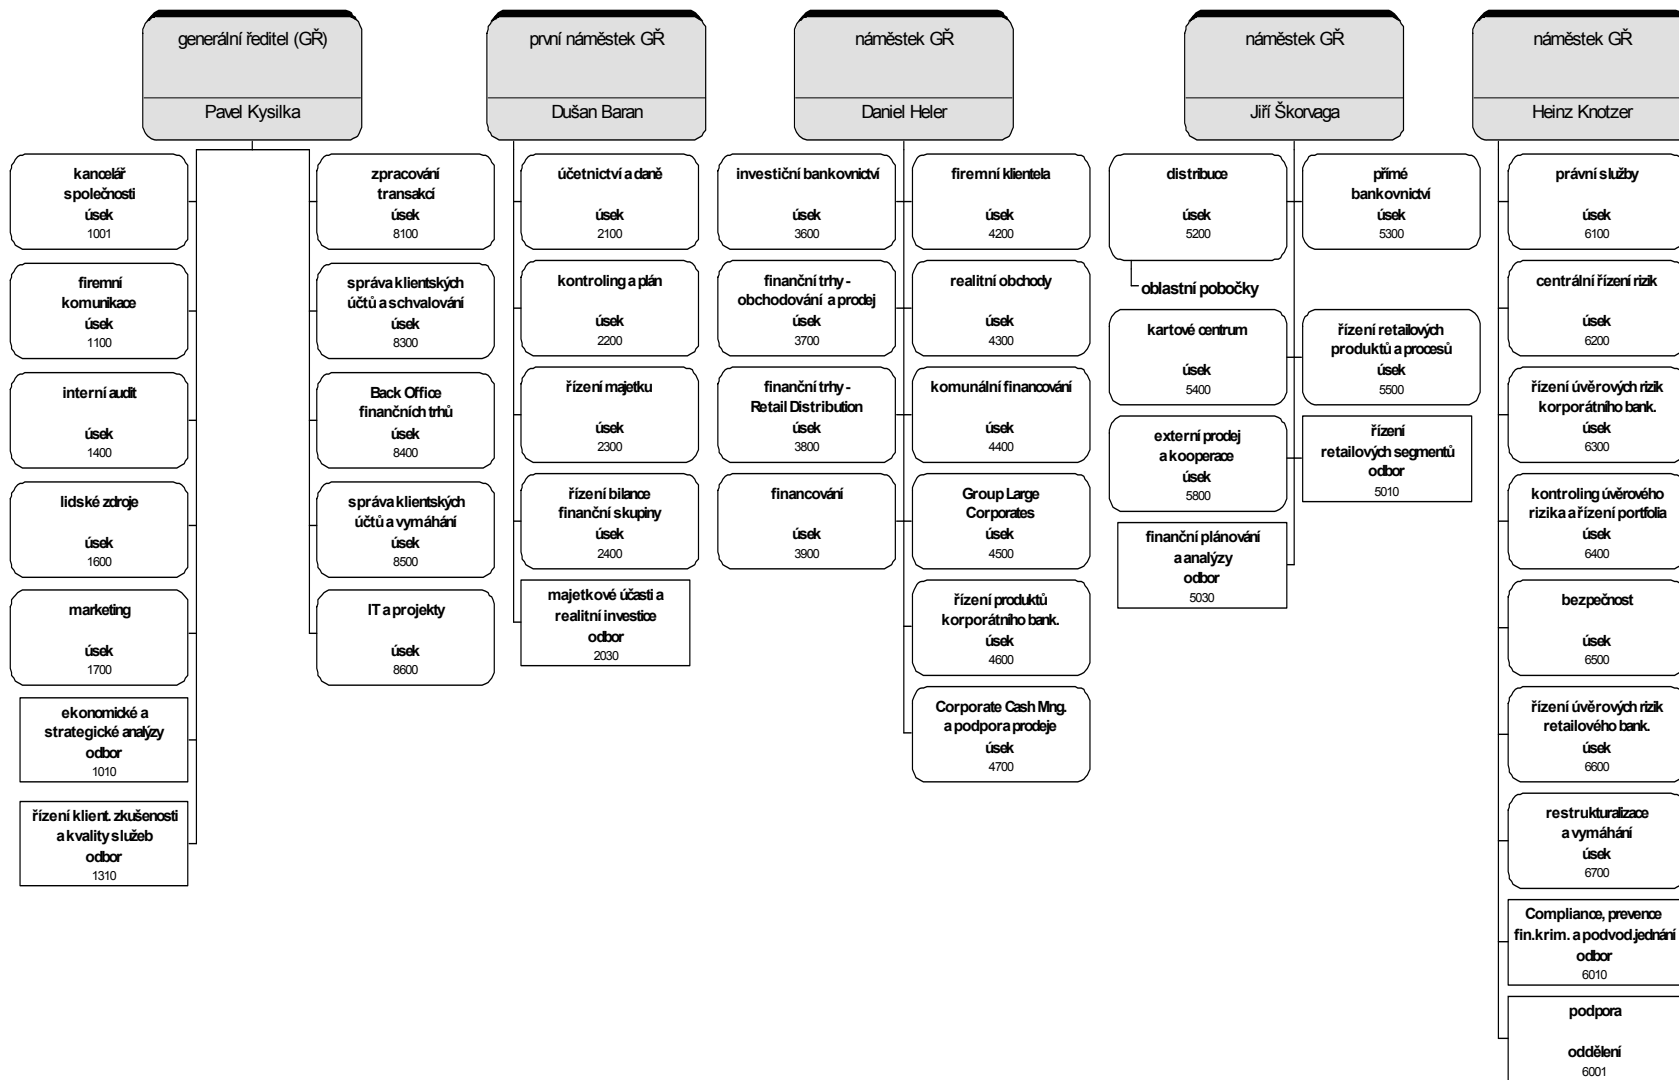 generální ředitel (GŘ)
Pavel Kysilka
kancelář
společnosti
úsek
1001
firemní
komunikace
úsek
1100
interní audit
úsek
1400
lidské zdroje
úsek
1600
marketing
úsek
1700
ekonomické a
strategické analýzy
odbor
1010
řízení klient. zkušenosti
a kvality služeb
odbor
1310
zpracování
transakcí
úsek
8100
správa klientských
účtů a schvalování
úsek
8300
Back Office
finančních trhů
úsek
8400
správa klientských
účtů a vymáhání
úsek
8500
IT a projekty
úsek
8600
první náměstek GŘ
Dušan Baran
účetnictví a daně
úsek
2100
kontroling a plán
úsek
2200
řízení majetku
úsek
2300
řízení bilance
finanční skupiny
úsek
2400
majetkové účasti a
realitní investice
odbor
2030
náměstek GŘ
Daniel Heler
investiční bankovnictví
úsek
3600
finanční trhy -
obchodování a prodej
úsek
3700
finanční trhy -
Retail Distribution
úsek
3800
financování
úsek
3900
firemní klientela
úsek
4200
realitní obchody
úsek
4300
komunální financování
úsek
4400
Group Large
Corporates
úsek
4500
řízení produktů
korporátního bank.
úsek
4600
Corporate Cash Mng.
a podpora prodeje
úsek
4700
náměstek GŘ
Jiří Škorvaga
distribuce
úsek
5200
oblastní pobočky
kartové centrum
úsek
5400
externí prodej
a kooperace
úsek
5800
finanční plánování
a analýzy
odbor
5030
přímé
bankovnictví
úsek
5300
řízení retailových
produktů a procesů
úsek
5500
řízení
retailových segmentů
odbor
5010
náměstek GŘ
Heinz Knotzer
právní služby
úsek
6100
centrální řízení rizik
úsek
6200
řízení úvěrových rizik
korporátního bank.
úsek
6300
kontroling úvěrového
rizika a řízení portfolia
úsek
6400
bezpečnost
úsek
6500
řízení úvěrových rizik
retailového bank.
úsek
6600
restrukturalizace
a vymáhání
úsek
6700
Compliance, prevence
fin.krim. a podvod.jednání
odbor
6010
podpora
oddělení
6001